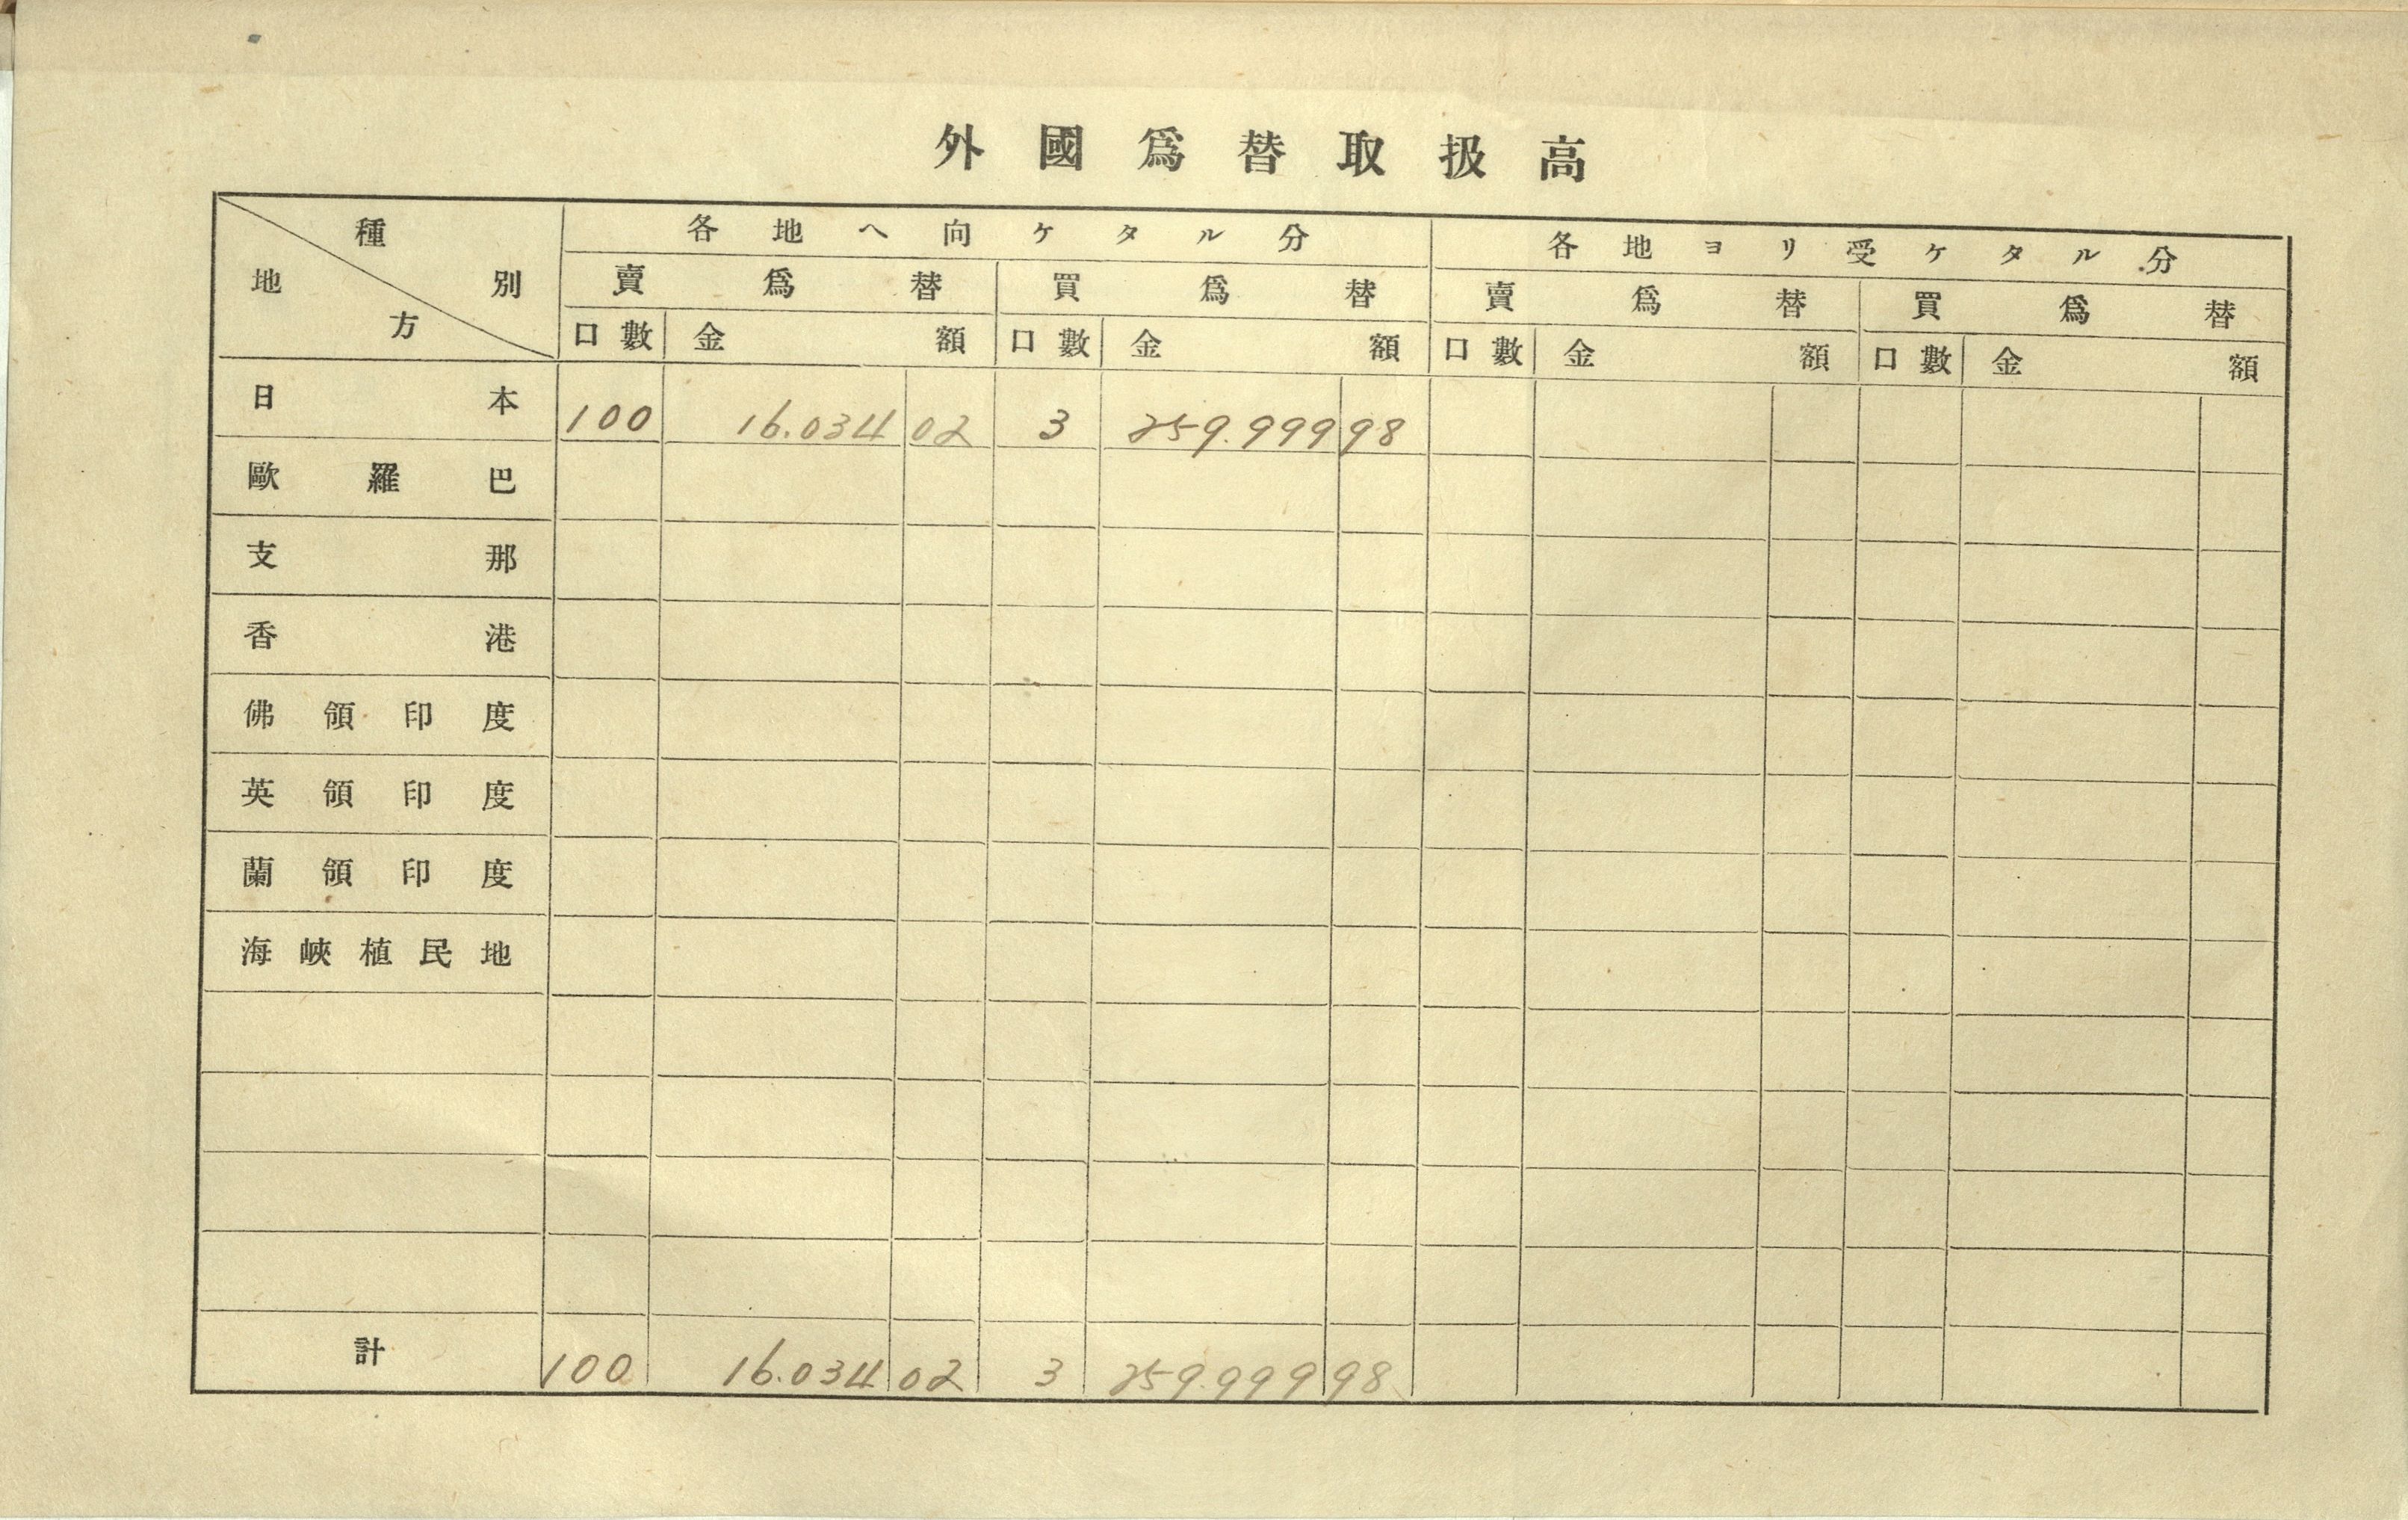 外國爲替取扱高
種別 地方 各地ヘ向ケタル分 各地ヨリ受ケタル分
賣爲替 買爲替 賣爲替 買爲替
口數 金額 口數 金額 口數 金額 口數 金額
日本 100 16.034 02 3 259.999 98
歐羅巴
支那
香港
佛領印度
英領印度
蘭領印度
海峽植民地
計 100 16.034 02 3 259.999 98